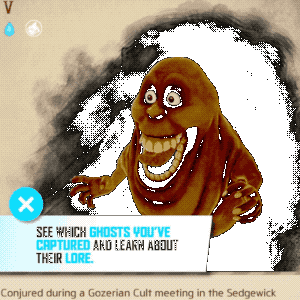 V
SEE WHICH GHOSTS YOU'VE
CAPTURED AND LEARN ABOUT
THEIR LORE.
Conjured during a Gozerian Cult meeting in the Sedgewick